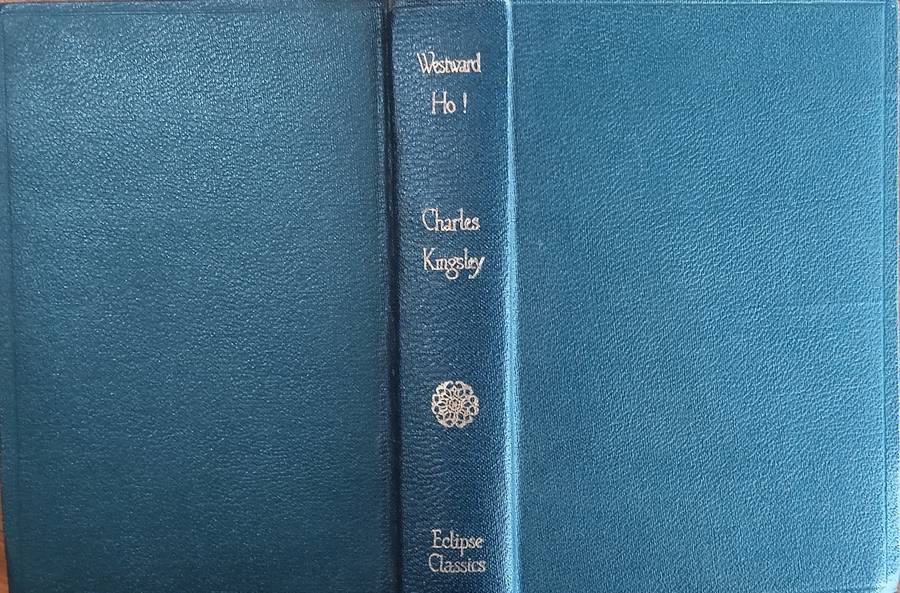 Westward
Ho !
Charles
Kingsley
Eclipse
Classics